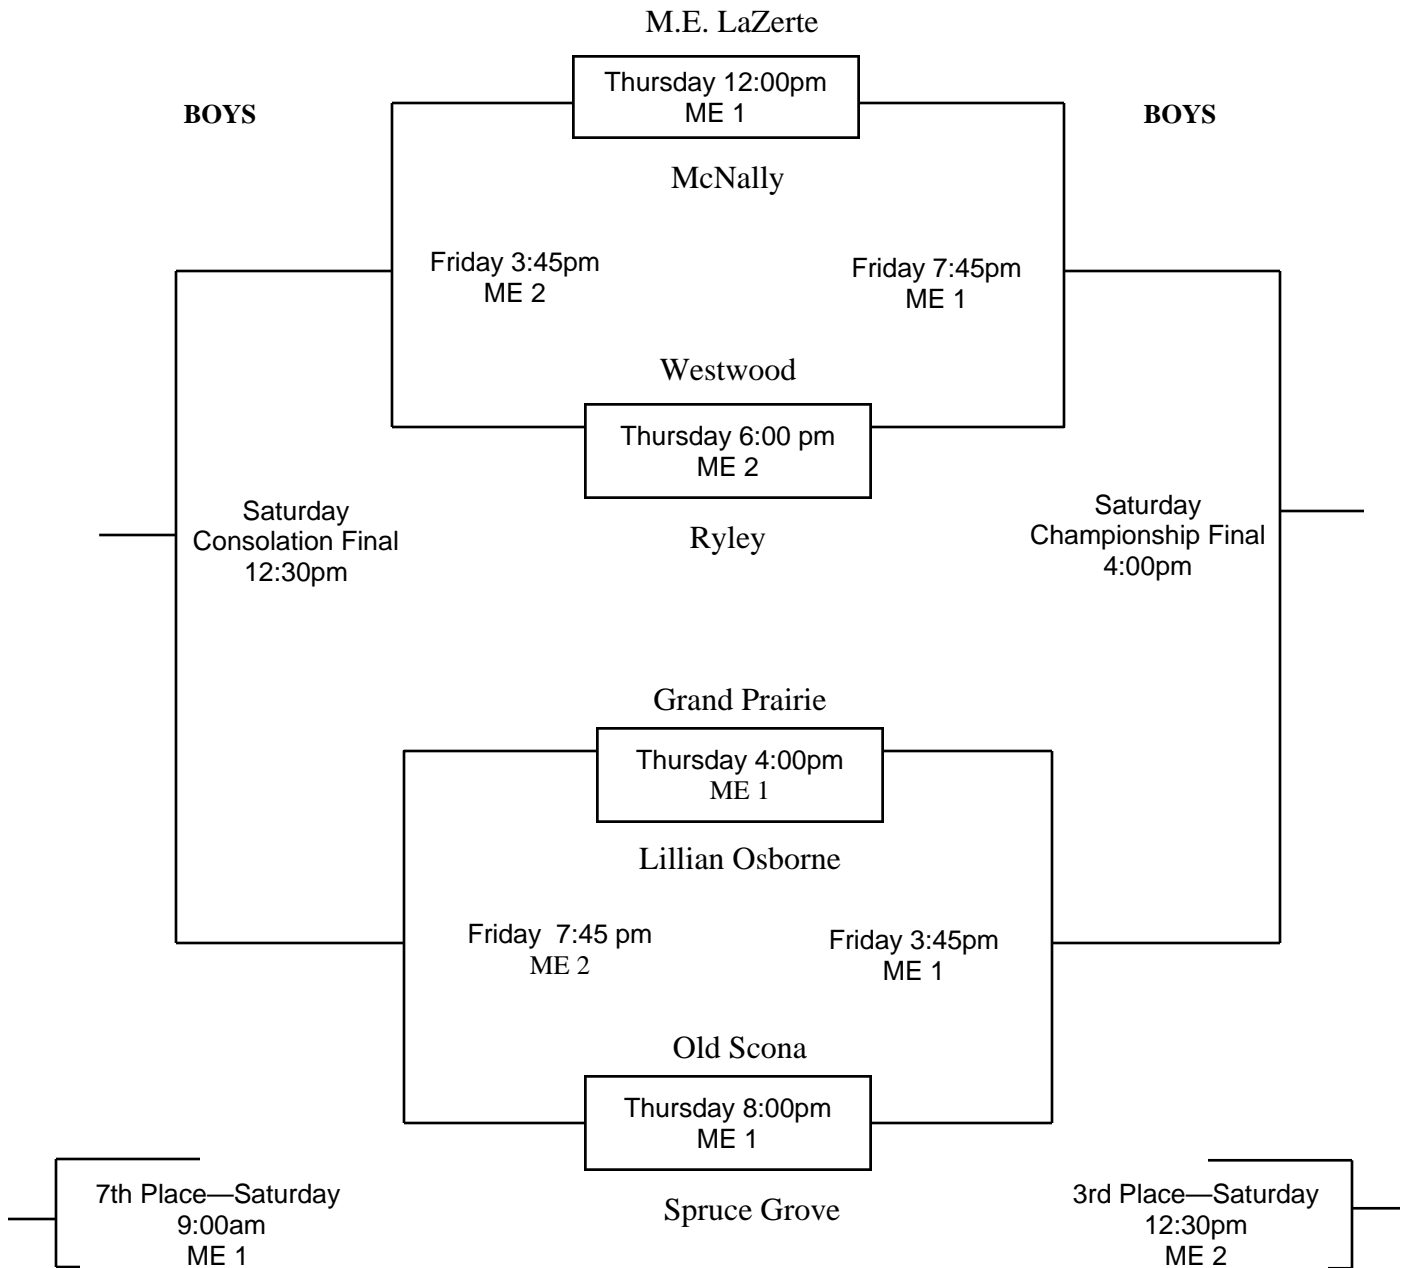 M.E. LaZerte
Thursday 12:00pm
ME 1
BOYS
BOYS
McNally
Friday 3:45pm
ME 2
Friday 7:45pm
ME 1
Westwood
Thursday 6:00 pm
ME 2
Ryley
Saturday
Consolation Final
12:30pm
Saturday
Championship Final
4:00pm
Grand Prairie
Thursday 4:00pm
ME 1
Lillian Osborne
Friday  7:45 pm
ME 2
Friday 3:45pm
ME 1
Old Scona
Thursday 8:00pm
ME 1
Spruce Grove
7th Place—Saturday
9:00am
ME 1
3rd Place—Saturday
12:30pm
ME 2